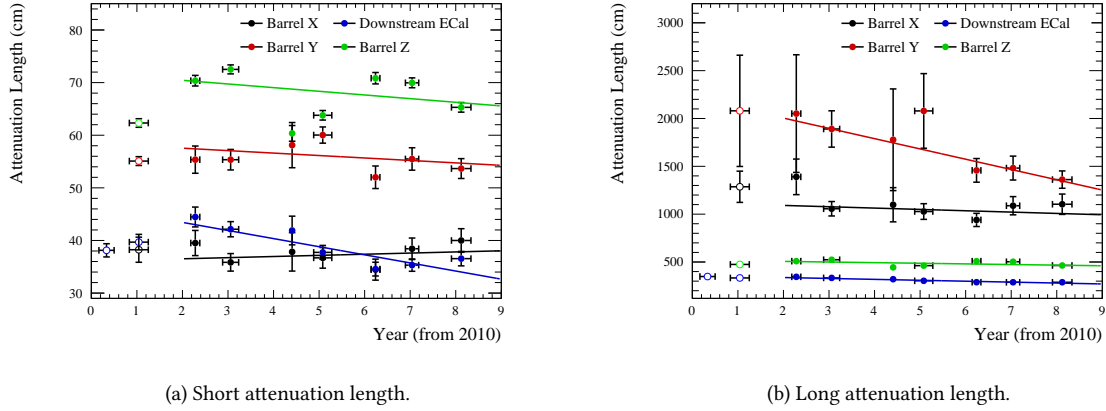 Attenuation Length (cm)
Barrel X
Downstream ECal
Barrel Y
Barrel Z
80
70
60
50
40
30
0 1 2 3 4 5 6 7 8 9
Year (from 2010)
(a) Short attenuation length.
Attenuation Length (cm)
Barrel X
Downstream ECal
Barrel Y
Barrel Z
3000
2500
2000
1500
1000
500
0 1 2 3 4 5 6 7 8 9
Year (from 2010)
(b) Long attenuation length.